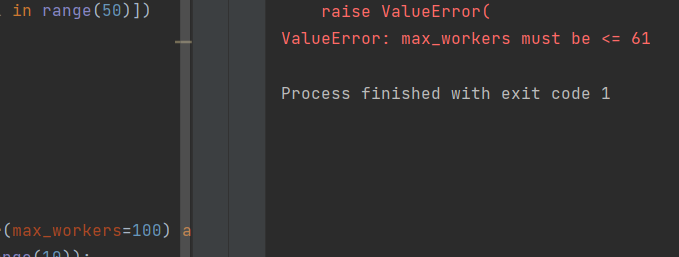 in range(50)])
(max_workers=100) a
range(10)):
raise ValueError(
ValueError: max_workers must be <= 61
Process finished with exit code 1